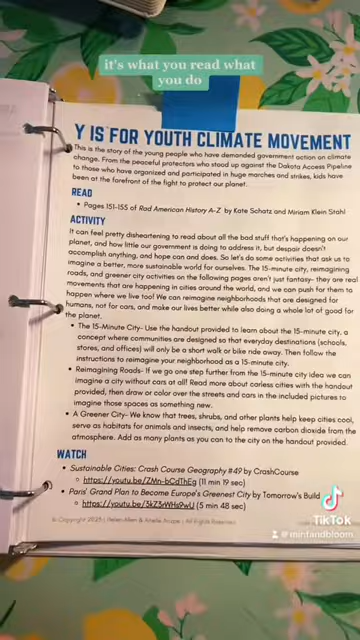 it's what you read what
you do
Y IS FOR YOUTH CLIMATE MOVEMENT
This is the story of the young people who have demanded government action on climate
change. From the peaceful protectors who stood up against the Dakota Access Pipeline
to those who have organized and participated in huge marches and strikes, kids have
been at the forefront of the fight to protect our planet.
READ
• Pages 151-155 of Rad American History A-Z by Kate Schatz and Miriam Klein Stahl
ACTIVITY
It can feel pretty disheartening to read about all the bad stuff that's happening on our
planet, and how little our government is doing to address it, but despair doesn't
accomplish anything, and hope can and does. So let's do some activities that ask us to
imagine a better, more sustainable world for ourselves. The 15-minute city, reimagining
roads, and greener city activities on the following pages aren't just fantasy- they are real
movements that are happening in cities around the world, and we can push for them to
happen where we live too! We can reimagine neighborhoods that are designed for
humans, not for cars, and make our lives better while also doing a whole lot of good for
the planet.
• The 15-Minute City- Use the handout provided to learn about the 15-minute city, a
concept where communities are designed so that everyday destinations (schools,
stores, and offices) will only be a short walk or bike ride away. Then follow the
instructions to reimagine your neighborhood as a 15-minute city.
• Reimagining Roads- If we go one step further from the 15-minute city idea we can
imagine a city without cars at all! Read more about carless cities with the handout
provided, then draw or color over the streets and cars in the included pictures to
imagine those spaces as something new.
• A Greener City- We know that trees, shrubs, and other plants help keep cities cool,
serve as habitats for animals and insects, and help remove carbon dioxide from the
atmosphere. Add as many plants as you can to the city on the handout provided.
WATCH
• Sustainable Cities: Crash Course Geography #49 by CrashCourse
https://youtu.be/ZMn-bCdThEg (11 min 19 sec)
• Paris' Grand Plan to Become Europe's Greenest City by Tomorrow's Build
(5 min 48 sec)
© Copyright 2023 | Helen Allen & | All Rights Reserved
TikTok
@mintandbloom